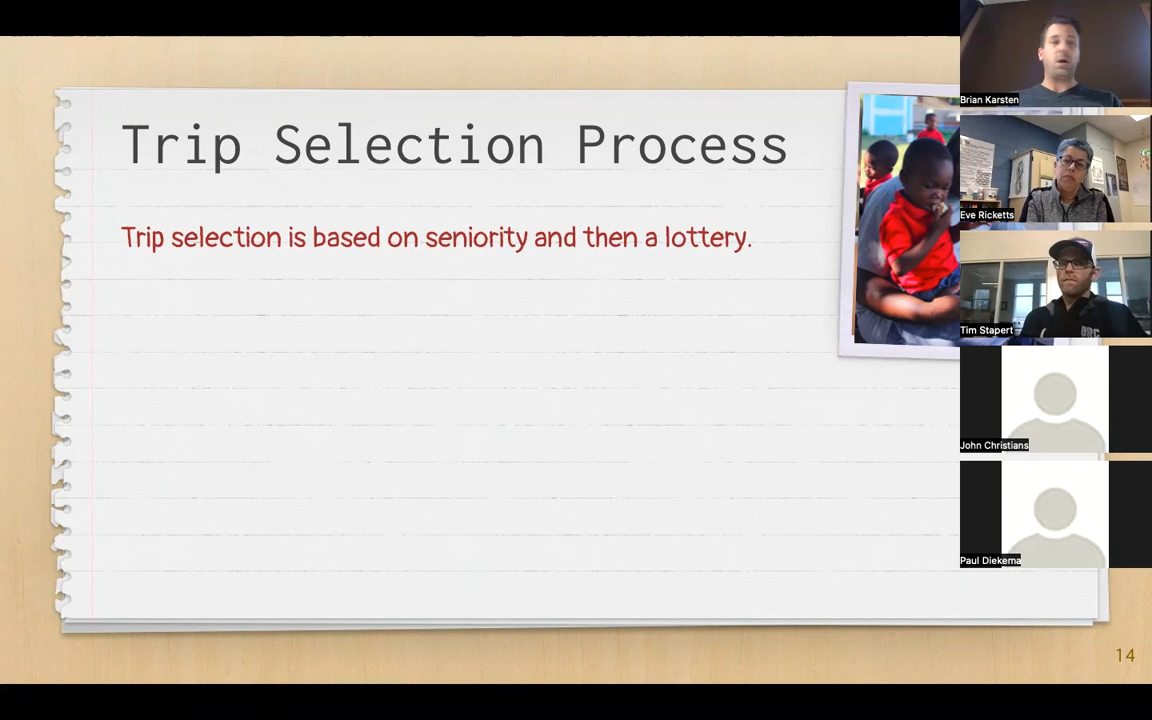 Trip Selection Process
Trip selection is based on seniority and then a lottery.
Brian Karsten
Eve Ricketts
Tim Stapert
John Christians
Paul Diekema
14